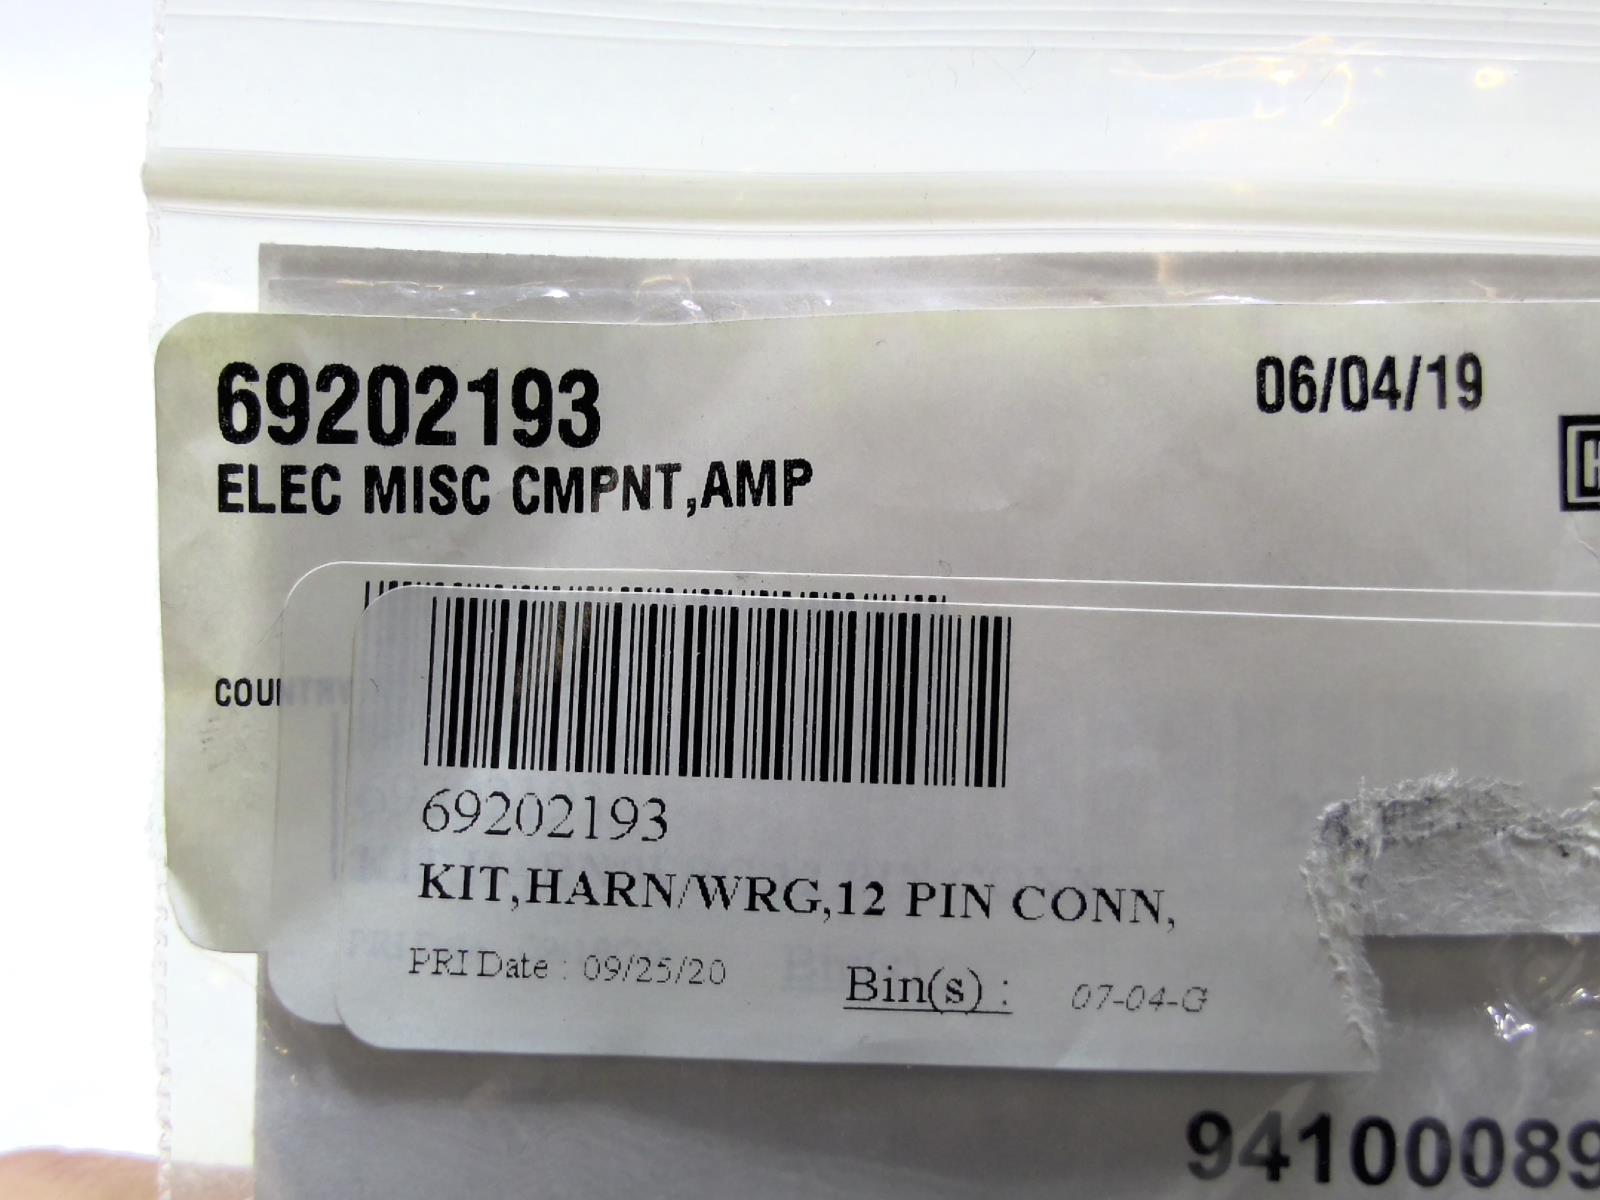 69202193
06/04/19
ELEC MISC CMPNT,AMP
COUNTRY
69202193
KIT,HARN/WRG,12 PIN CONN,
PRI Date : 09/25/20
Bin(s) :
07-04-G
94100089